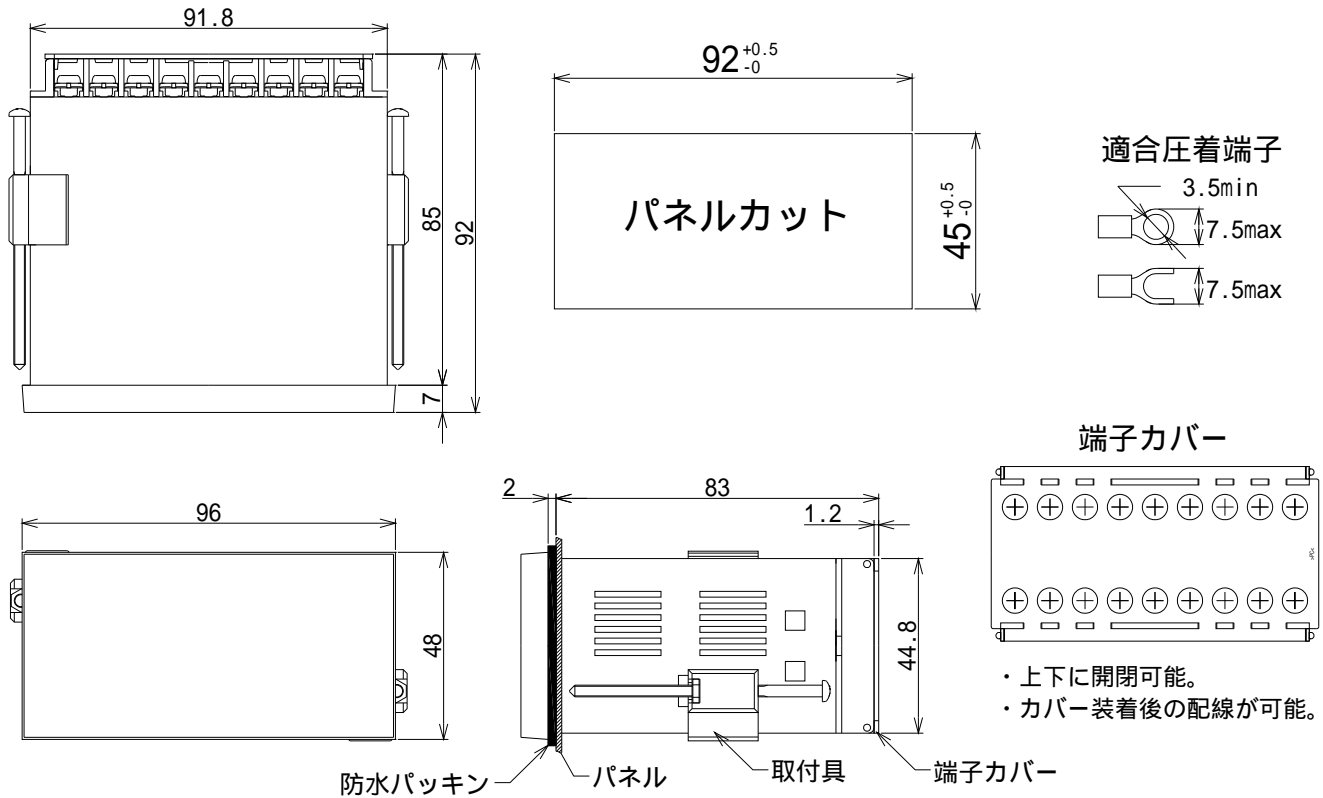 91.8
85
92
7
92 +0.5 -0
パネルカット
45 +0.5 -0
適合圧着端子
3.5min
7.5max
7.5max
96
48
2
83
1.2
44.8
防水パッキン
パネル
取付具
端子カバー
端子カバー
>PC<
・上下に開閉可能。
・カバー装着後の配線が可能。